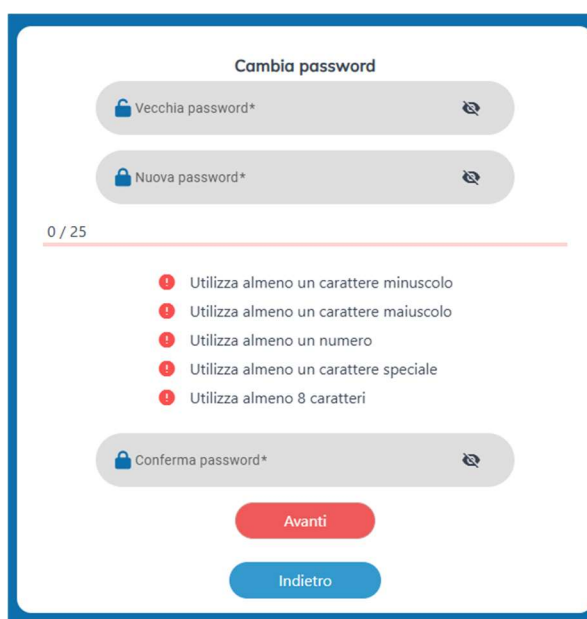 Cambia password
Vecchia password*
Nuova password*
0 / 25
Utilizza almeno un carattere minuscolo
Utilizza almeno un carattere maiuscolo
Utilizza almeno un numero
Utilizza almeno un carattere speciale
Utilizza almeno 8 caratteri
Conferma password*
Avanti
Indietro